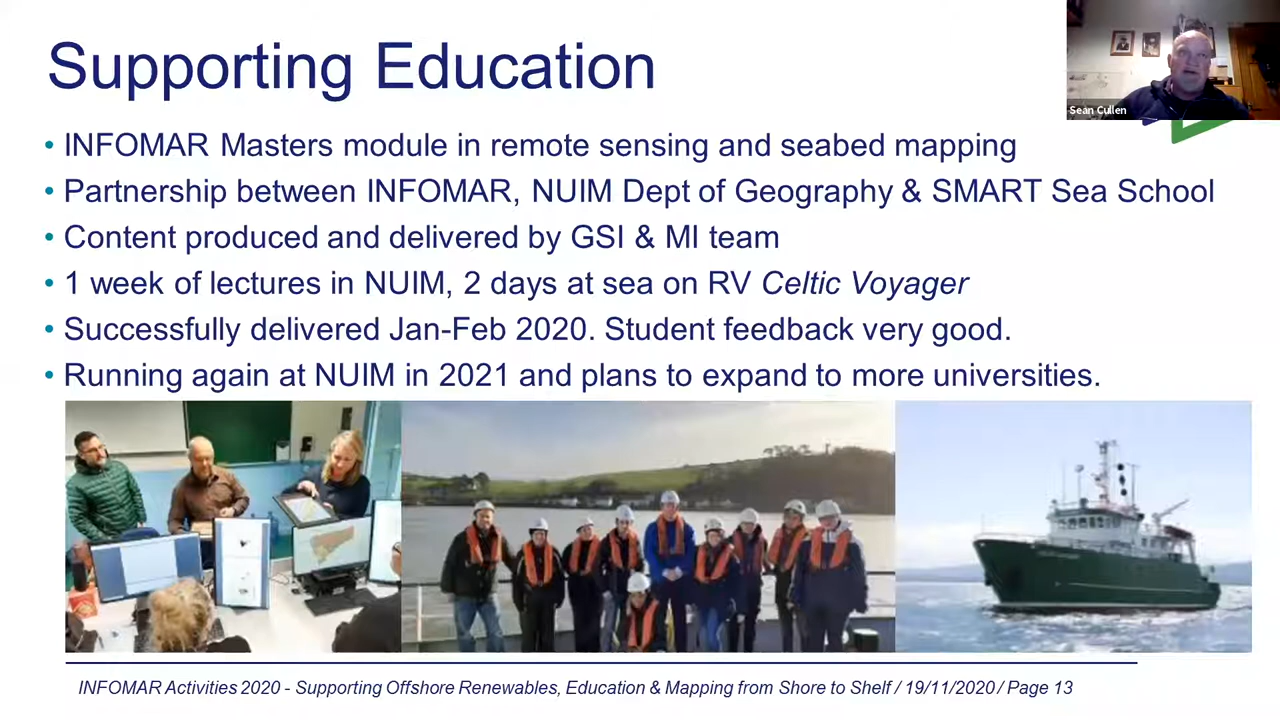 Supporting Education
Sean Cullen
• INFOMAR Masters module in remote sensing and seabed mapping
• Partnership between INFOMAR, NUIM Dept of Geography & SMART Sea School
• Content produced and delivered by GSI & MI team
• 1 week of lectures in NUIM, 2 days at sea on RV Celtic Voyager
• Successfully delivered Jan-Feb 2020. Student feedback very good.
• Running again at NUIM in 2021 and plans to expand to more universities.
INFOMAR Activities 2020 - Supporting Offshore Renewables, Education & Mapping from Shore to Shelf / 19/11/2020 / Page 13